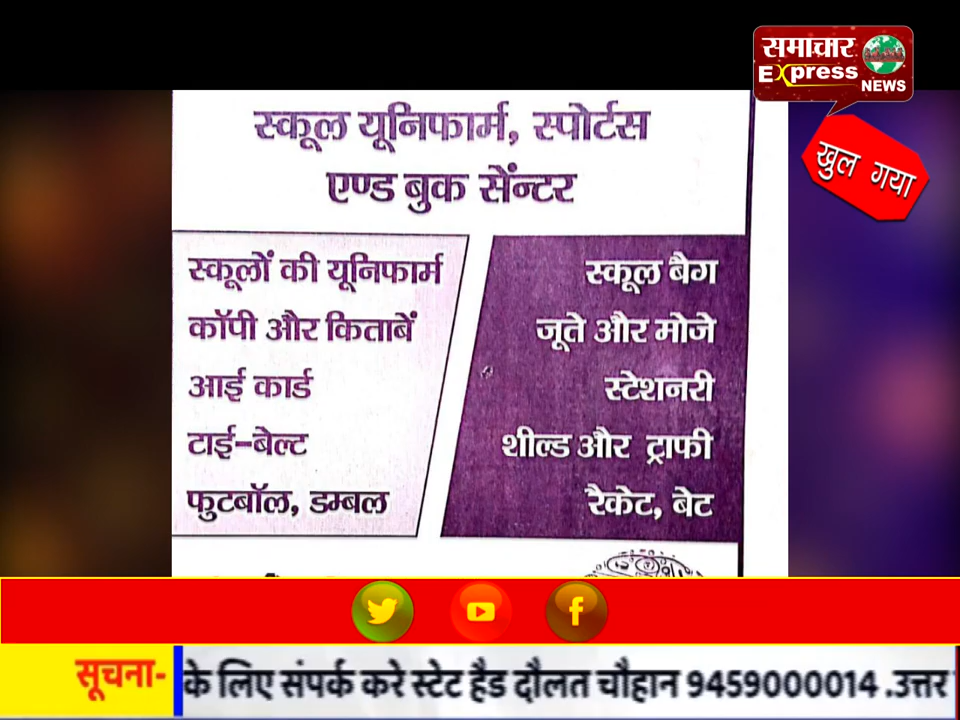 समाचार
Express
NEWS
खुल गया
स्कूल यूनिफार्म, स्पोर्टस
एण्ड बुक सेंन्टर
स्कूलों की यूनिफार्म
कॉपी और किताबें
आई कार्ड
टाई-बेल्ट
फुटबॉल, डम्बल
स्कूल बैग
जूते और मोजे
स्टेशनरी
शील्ड और ट्राफी
रैकेट, बेट
सूचना- के लिए संपर्क करे स्टेट हैड दौलत चौहान 9459000014 .उत्तर